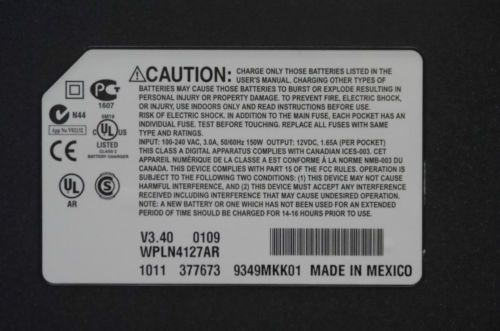 ⚠CAUTION: CHARGE ONLY THOSE BATTERIES LISTED IN THE
USER'S MANUAL. CHARGING OTHER TYPES OF
BATTERIES MAY CAUSE THOSE BATTERIES TO BURST OR EXPLODE RESULTING IN
PERSONAL INJURY OR PROPERTY DAMAGE. TO PREVENT FIRE, ELECTRIC SHOCK,
OR INJURY, USE INDOORS ONLY AND READ INSTRUCTIONS BEFORE USE.
RISK OF ELECTRIC SHOCK. IN ADDITION TO THE MAIN FUSE, EACH POCKET HAS AN
INDIVIDUAL FUSE. TEST BEFORE TOUCHING. REPLACE ALL FUSES WITH SAME
TYPE AND RATINGS.
INPUT: 100-240 VAC, 3.0A, 50/60HZ 150W OUTPUT: 12VDC, 1.65A (PER POCKET)
THIS CLASS A DIGITAL APPARATUS COMPLIES WITH CANADIAN ICES-003. CET
APPAREIL NUMÉRIQUE DE LA CLASSE A EST CONFORME À LA NORME NMB-003 DU
CANADA. THIS DEVICE COMPLIES WITH PART 15 OF THE FCC RULES. OPERATION IS
SUBJECT TO THE FOLLOWING TWO CONDITIONS: (1) THIS DEVICE MAY NOT CAUSE
HARMFUL INTERFERENCE, AND (2) THIS DEVICE MUST ACCEPT ANY INTERFERENCE
RECEIVED INCLUDING INTERFERENCE THAT MAY CAUSE UNDESIRED OPERATION.
NOTE: A NEW BATTERY OR ONE WHICH HAS NOT BEEN USED FOR A LONG
PERIOD OF TIME SHOULD BE CHARGED FOR 14-16 HOURS PRIOR TO USE.
1607
N44
5M19
C UL US
LISTED
CLASS 2
BATTERY CHARGER
UL
AR
V3.40 0109
WPLN4127AR
1011 377673 9349MKK01 MADE IN MEXICO